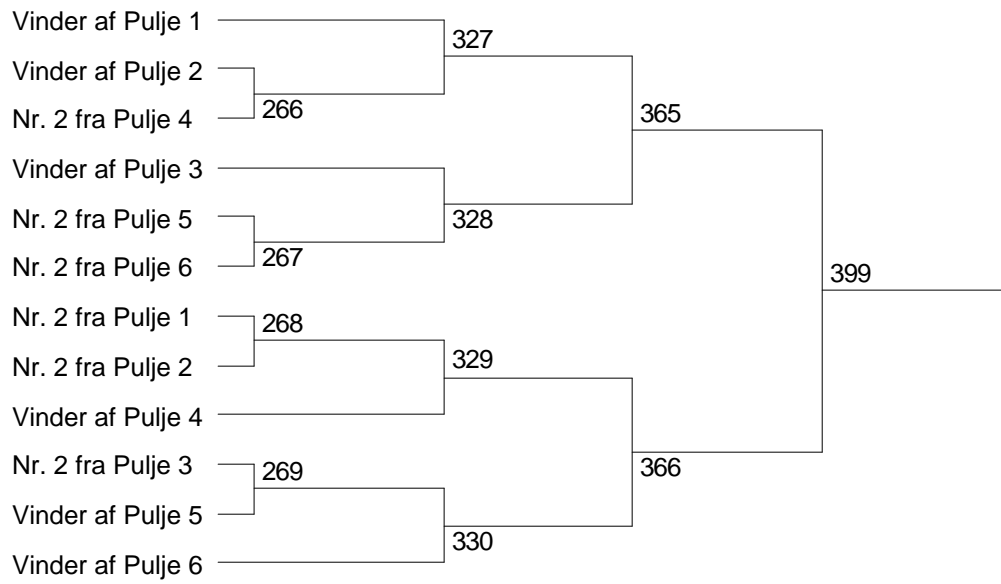 Vinder af Pulje 1
327
Vinder af Pulje 2
266
Nr. 2 fra Pulje 4
365
Vinder af Pulje 3
328
Nr. 2 fra Pulje 5
267
Nr. 2 fra Pulje 6
399
Nr. 2 fra Pulje 1
268
329
Nr. 2 fra Pulje 2
Vinder af Pulje 4
366
Nr. 2 fra Pulje 3
269
Vinder af Pulje 5
330
Vinder af Pulje 6